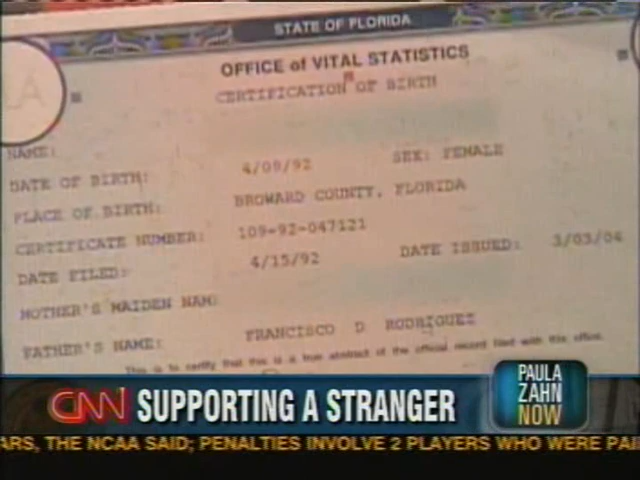 STATE OF FLORIDA
OFFICE of VITAL STATISTICS
CERTIFICATION OF BIRTH
NAME:
DATE OF BIRTH: 4/09/92 SEX: FEMALE
PLACE OF BIRTH: BROWARD COUNTY, FLORIDA
CERTIFICATE NUMBER: 109-92-047121
DATE FILED: 4/15/92 DATE ISSUED: 3/03/04
MOTHER'S MAIDEN NAME
FATHER'S NAME: FRANCISCO D RODRIGUEZ
This is to certify that this is a true abstract of the official record filed with this office.
CNN SUPPORTING A STRANGER
PAULA
ZAHN
NOW
ARS, THE NCAA SAID; PENALTIES INVOLVE 2 PLAYERS WHO WERE PAI